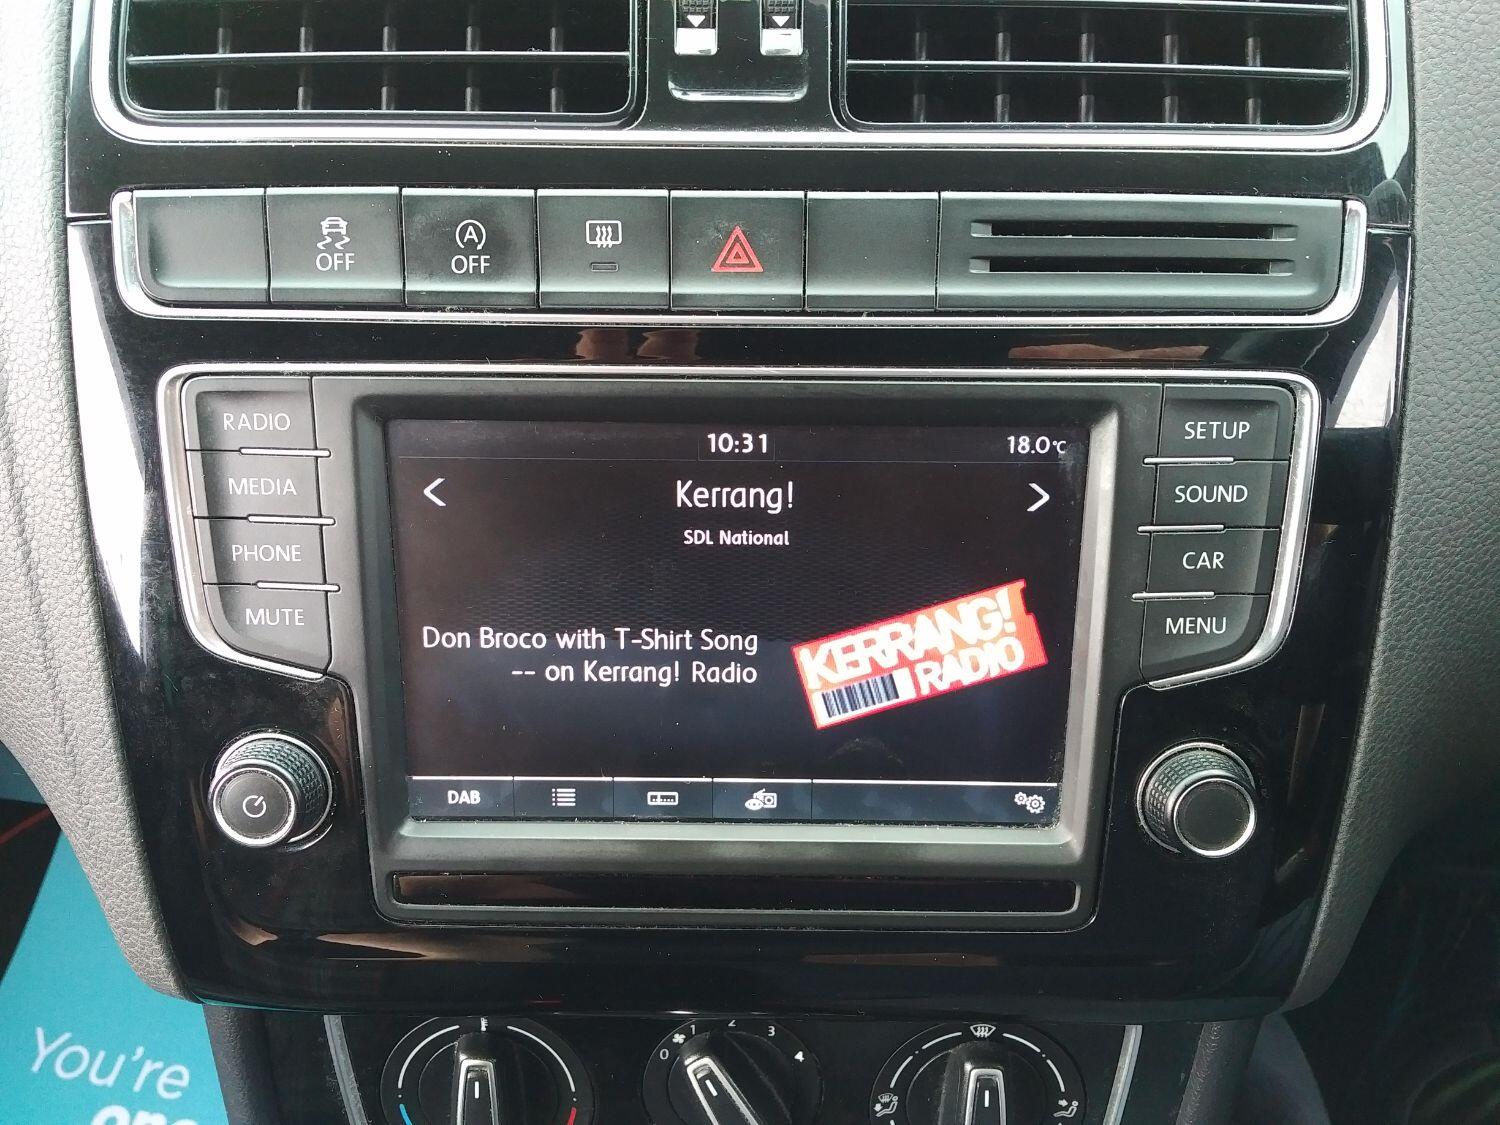 OFF
A
OFF
RADIO
MEDIA
PHONE
MUTE
SETUP
SOUND
CAR
MENU
10:31
18.0°C
Kerrang!
SDL National
Don Broco with T-Shirt Song
-- on Kerrang! Radio
KERRANG!
RADIO
DAB
0 1 2 3 4
You're
one